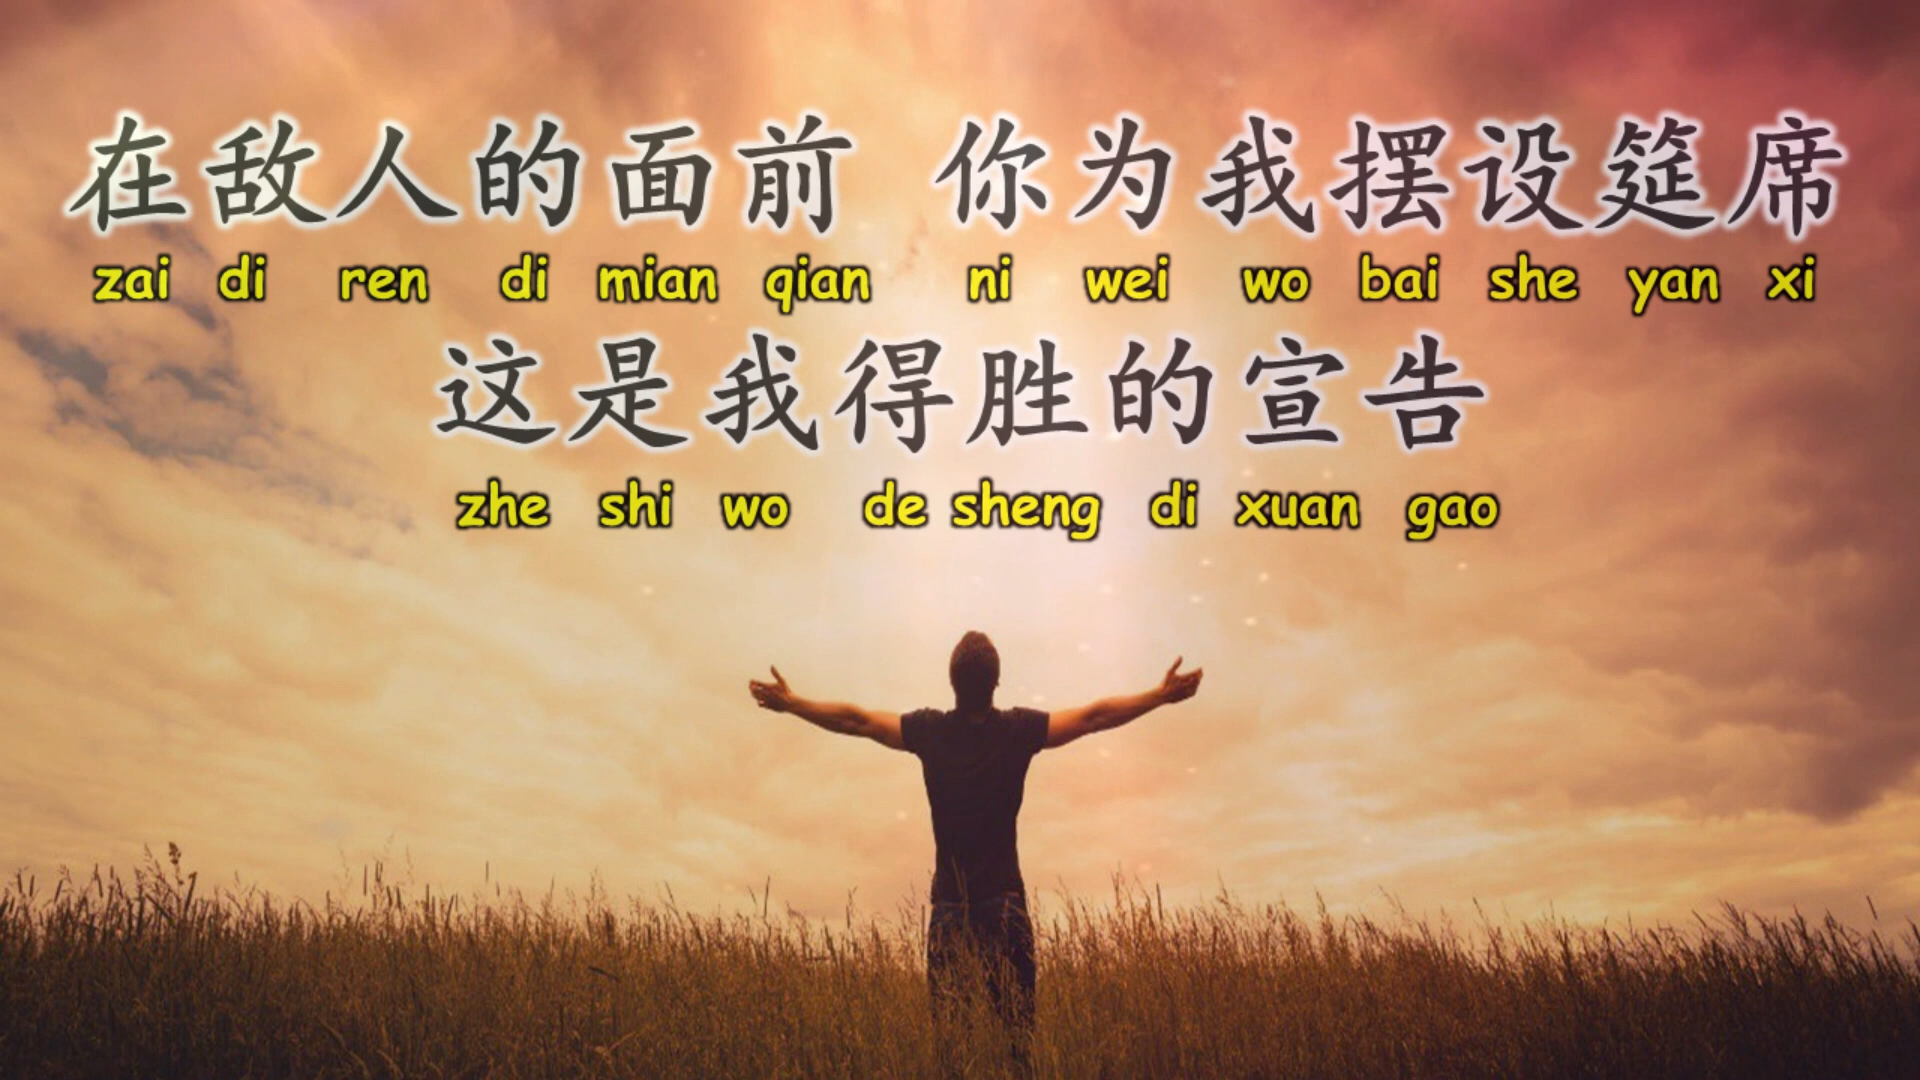 在敌人的面前 你为我摆设筵席
zai di ren di mian qian ni wei wo bai she yan xi
这是我得胜的宣告
zhe shi wo de sheng di xuan gao